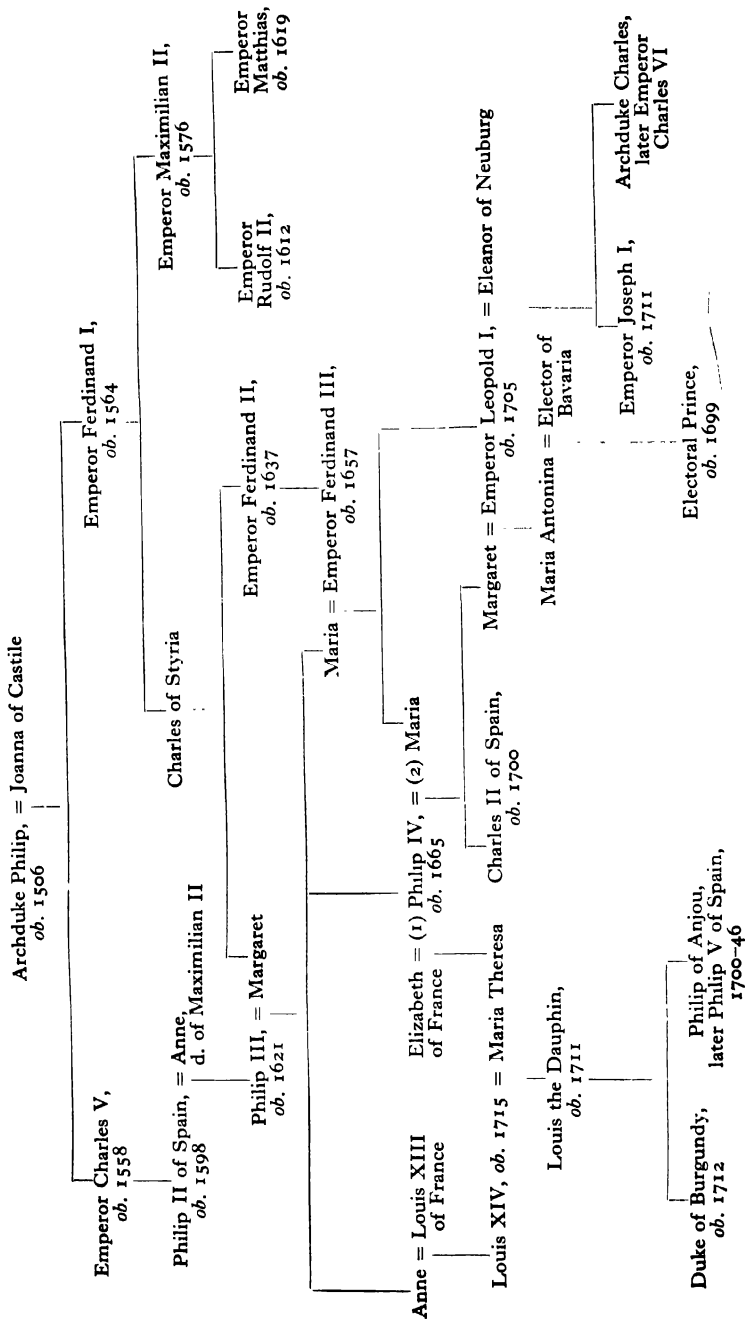 Archduke Philip, = Joanna of Castile
ob. 1506
Emperor Charles V,
ob. 1558
Emperor Ferdinand I,
ob. 1564
Philip II of Spain, = Anne,
ob. 1598
d. of Maximilian II
Charles of Styria
Emperor Maximilian II,
ob. 1576
Philip III, = Margaret
ob. 1621
Emperor Ferdinand II,
ob. 1637
Emperor
Rudolf II,
ob. 1612
Emperor
Matthias,
ob. 1619
Maria = Emperor Ferdinand III,
ob. 1657
Anne = Louis XIII
of France
Elizabeth = (1) Philip IV, = (2) Maria
of France
ob. 1665
Louis XIV, ob. 1715 = Maria Theresa
Charles II of Spain,
ob. 1700
Margaret = Emperor Leopold I, = Eleanor of Neuburg
ob. 1705
Louis the Dauphin,
ob. 1711
Maria Antonina = Elector of
Bavaria
Emperor Joseph I,
ob. 1711
Archduke Charles,
later Emperor
Charles VI
Duke of Burgundy,
ob. 1712
Philip of Anjou,
later Philip V of Spain,
1700-46
Electoral Prince,
ob. 1699